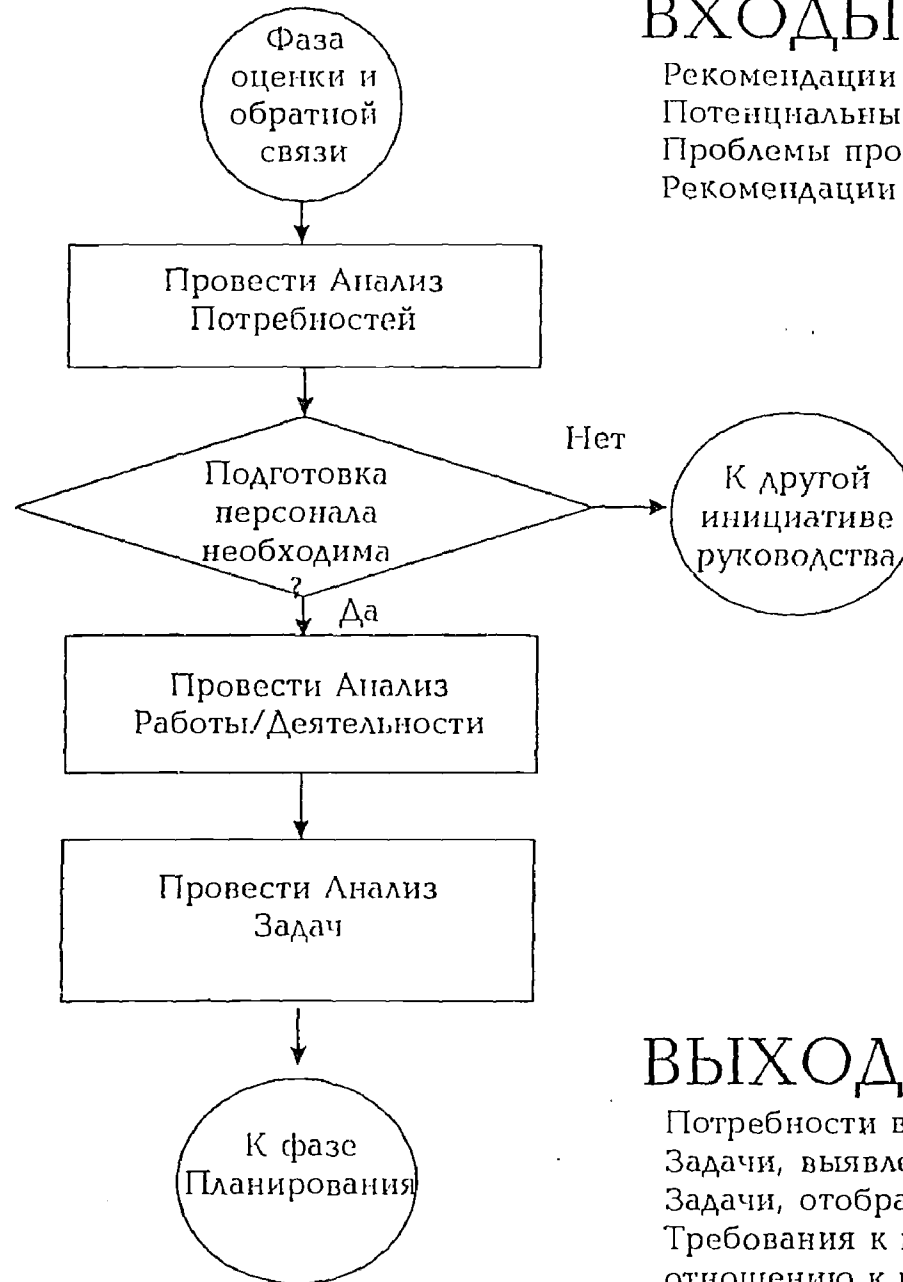 Фаза
оценки и
обратной
связи
ВХОДЫ
Рекомендации
Потенциальны
Проблемы про
Рекомендации
Провести Анализ
Потребностей
Подготовка
персонала
необходима
?
Нет
К другой
инициативе
руководства
Да
Провести Анализ
Работы/Деятельности
Провести Анализ
Задач
К фазе
Планирования
ВЫХОД
Потребности в
Задачи, выявле
Задачи, отобра
Требования к
отношению к